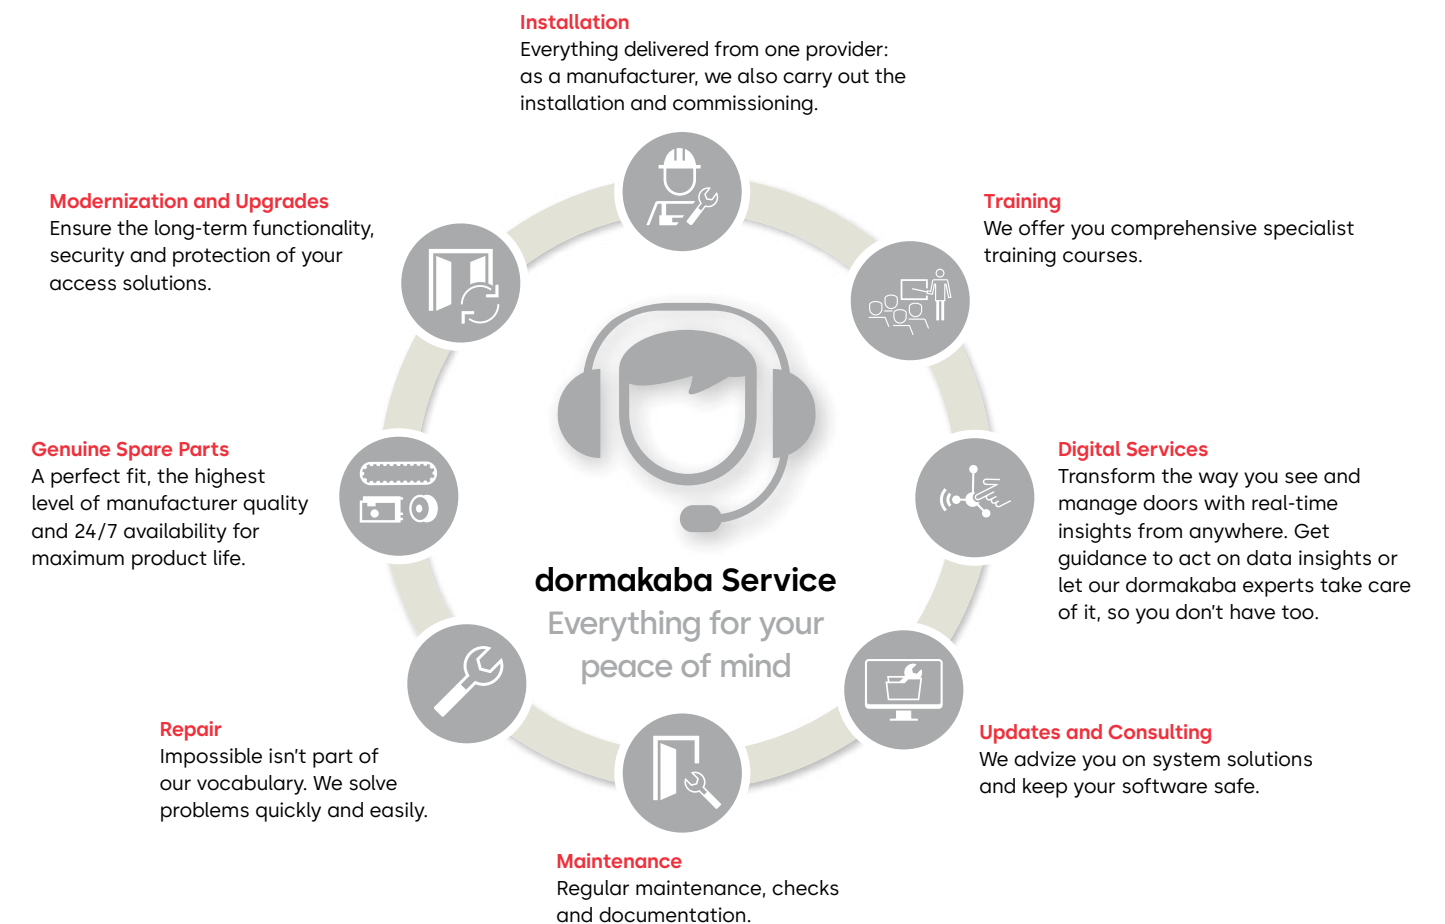 Installation
Everything delivered from one provider:
as a manufacturer, we also carry out the
installation and commissioning.
Modernization and Upgrades
Ensure the long-term functionality,
security and protection of your
access solutions.
Training
We offer you comprehensive specialist
training courses.
Genuine Spare Parts
A perfect fit, the highest
level of manufacturer quality
and 24/7 availability for
maximum product life.
Digital Services
Transform the way you see and
manage doors with real-time
insights from anywhere. Get
guidance to act on data insights or
let our dormakaba experts take care
of it, so you don't have too.
dormakaba Service
Everything for your
peace of mind
Repair
Impossible isn't part of
our vocabulary. We solve
problems quickly and easily.
Updates and Consulting
We advize you on system solutions
and keep your software safe.
Maintenance
Regular maintenance, checks
and documentation.